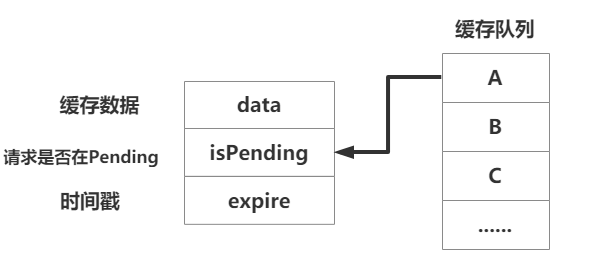 缓存队列
A
B
C
......
缓存数据
data
请求是否在Pending
isPending
时间戳
expire